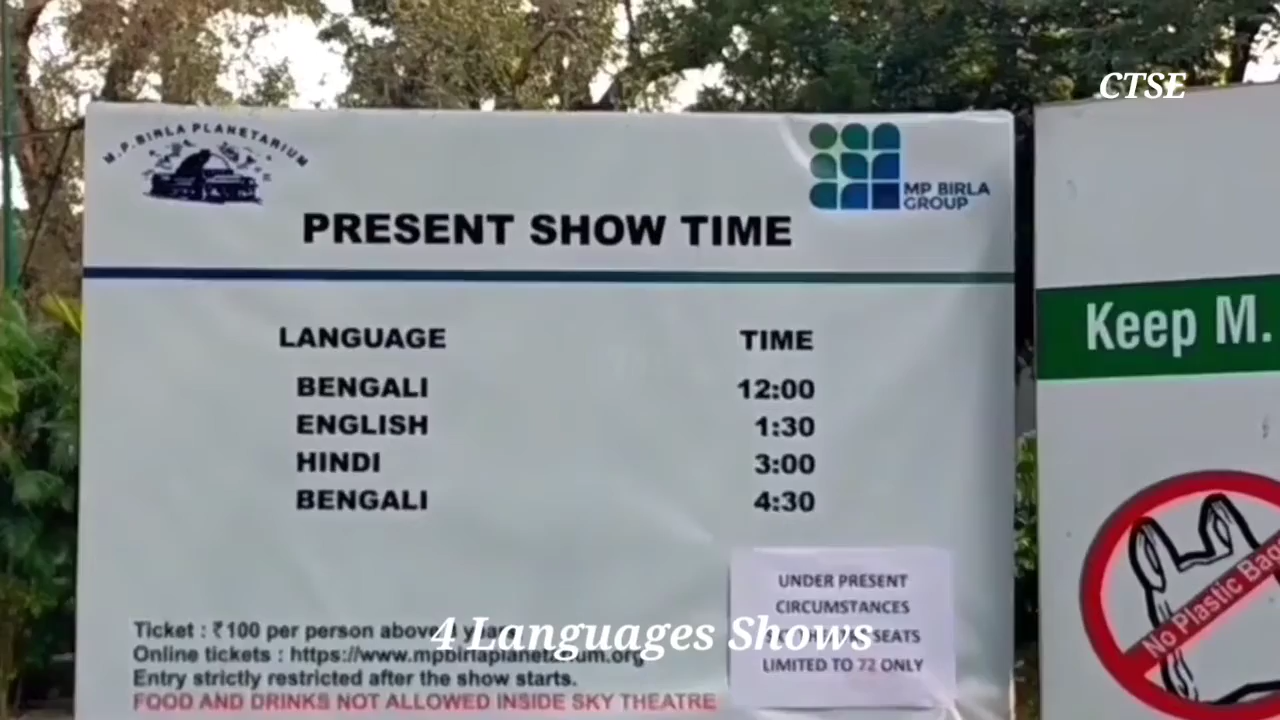 CTSE
M.P.BIRLA PLANETARIUM
MP BIRLA
GROUP
PRESENT SHOW TIME
LANGUAGE TIME
BENGALI 12:00
ENGLISH 1:30
HINDI 3:00
BENGALI 4:30
UNDER PRESENT
CIRCUMSTANCES
SEATS
LIMITED TO 72 ONLY
Ticket : ₹100 per person above years.
Online tickets : https://www.mpbirlaplanetarium.org
Entry strictly restricted after the show starts.
FOOD AND DRINKS NOT ALLOWED INSIDE SKY THEATRE
4 Languages Shows
Keep M.
No Plastic Bags